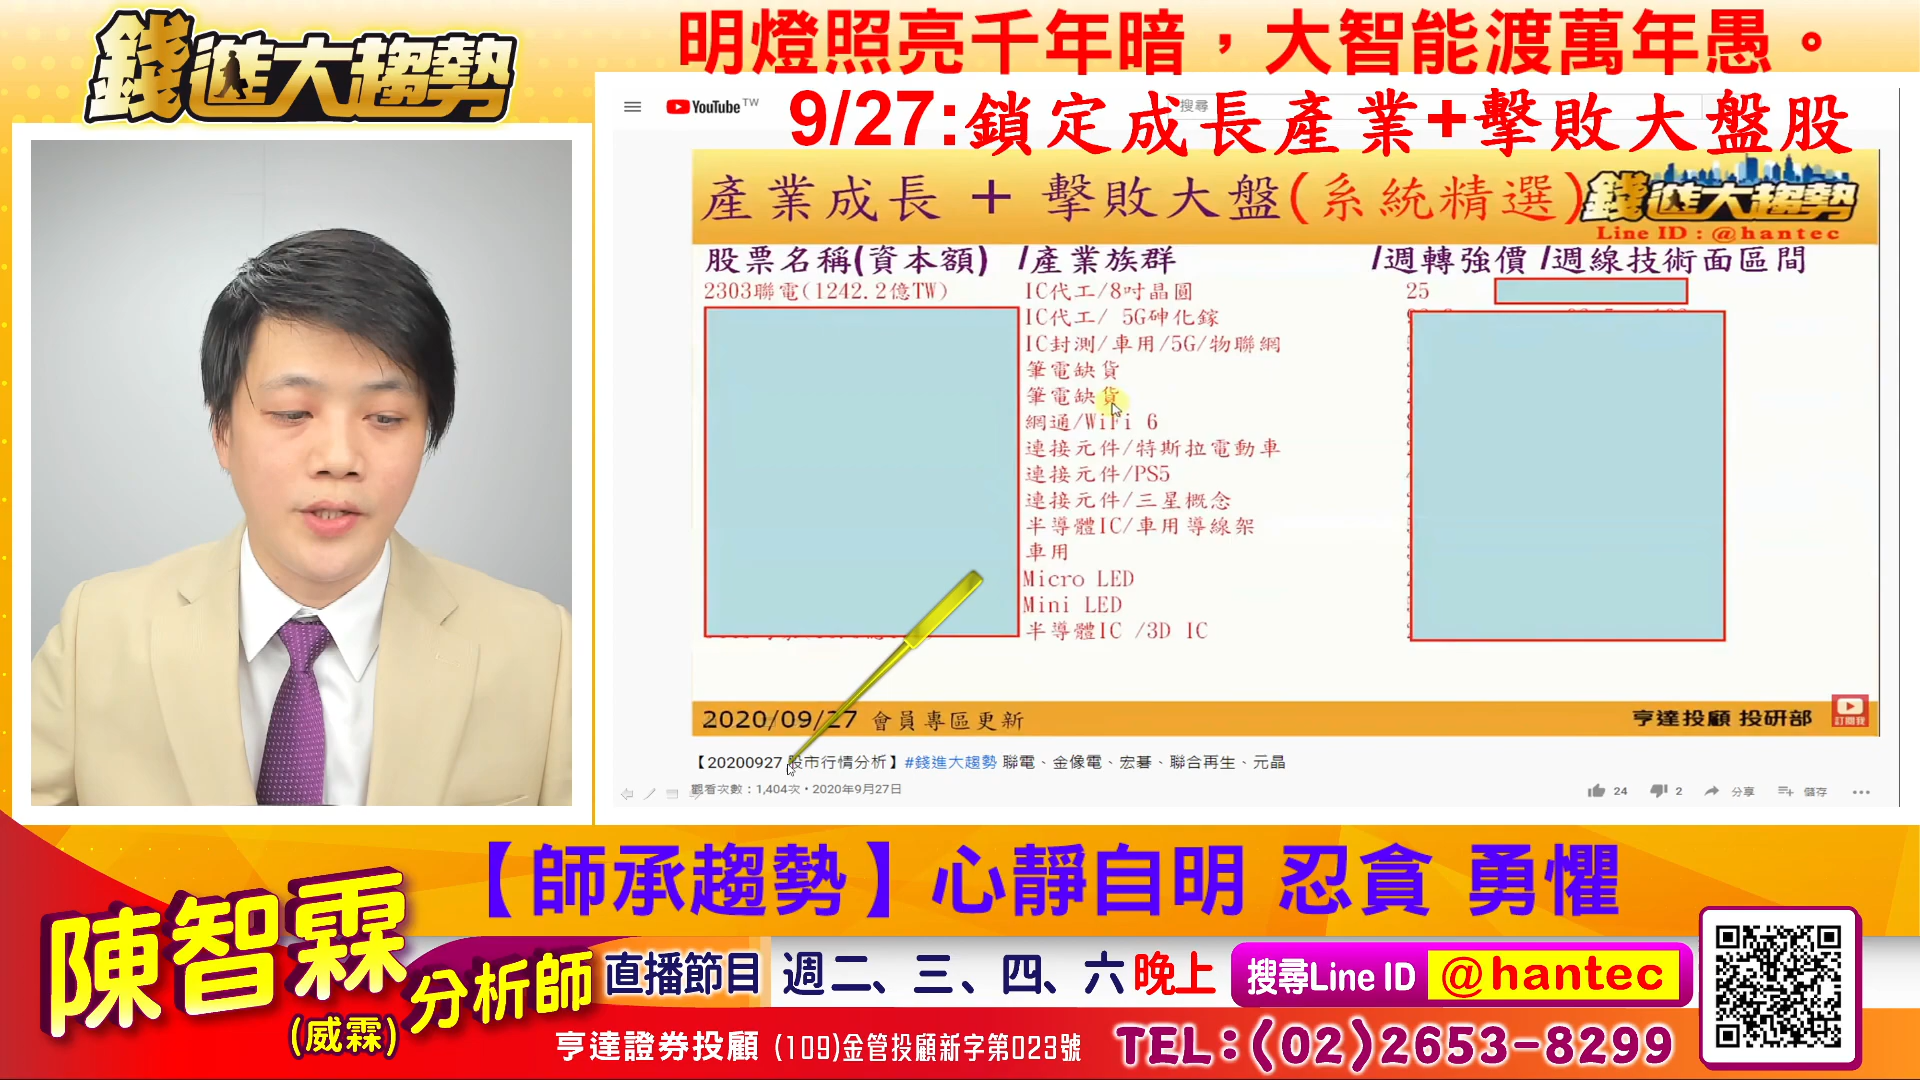 錢進大趨勢
明燈照亮千年暗，大智能渡萬年愚。
YouTube TW
搜尋
9/27:鎖定成長產業+擊敗大盤股
產業成長 + 擊敗大盤(系統精選)
錢進大趨勢
Line ID : @hantec
股票名稱(資本額) /產業族群 /週轉強價 /週線技術面區間
2303聯電(1242.2億TW) IC代工/8吋晶圓 25
IC代工/ 5G砷化鎵
IC封測/車用/5G/物聯網
筆電缺貨
筆電缺貨
網通/WiFi 6
連接元件/特斯拉電動車
連接元件/PS5
連接元件/三星概念
半導體IC/車用導線架
車用
Micro LED
Mini LED
半導體IC /3D IC
2020/09/27 會員專區更新
亨達投顧 投研部
訂閱我
【20200927 股市行情分析】#錢進大趨勢 聯電、金像電、宏碁、聯合再生、元晶
觀看次數：1,404次 • 2020年9月27日
24 2 分享 儲存
【師承趨勢】心靜自明 忍貪 勇懼
陳智霖
(威霖)
分析師
直播節目 週二、三、四、六 晚上
搜尋Line ID @hantec
亨達證券投顧 (109)金管投顧新字第023號
TEL:(02)2653-8299